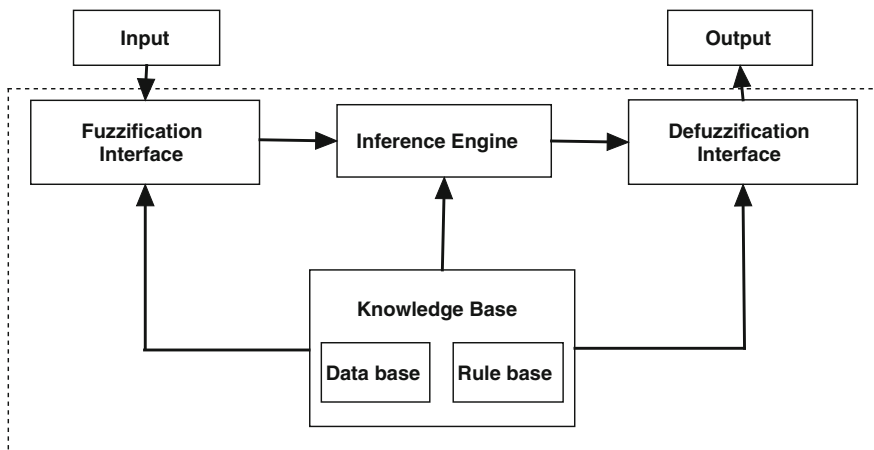 Input
Output
Fuzzification
Interface
Inference Engine
Defuzzification
Interface
Knowledge Base
Data base
Rule base